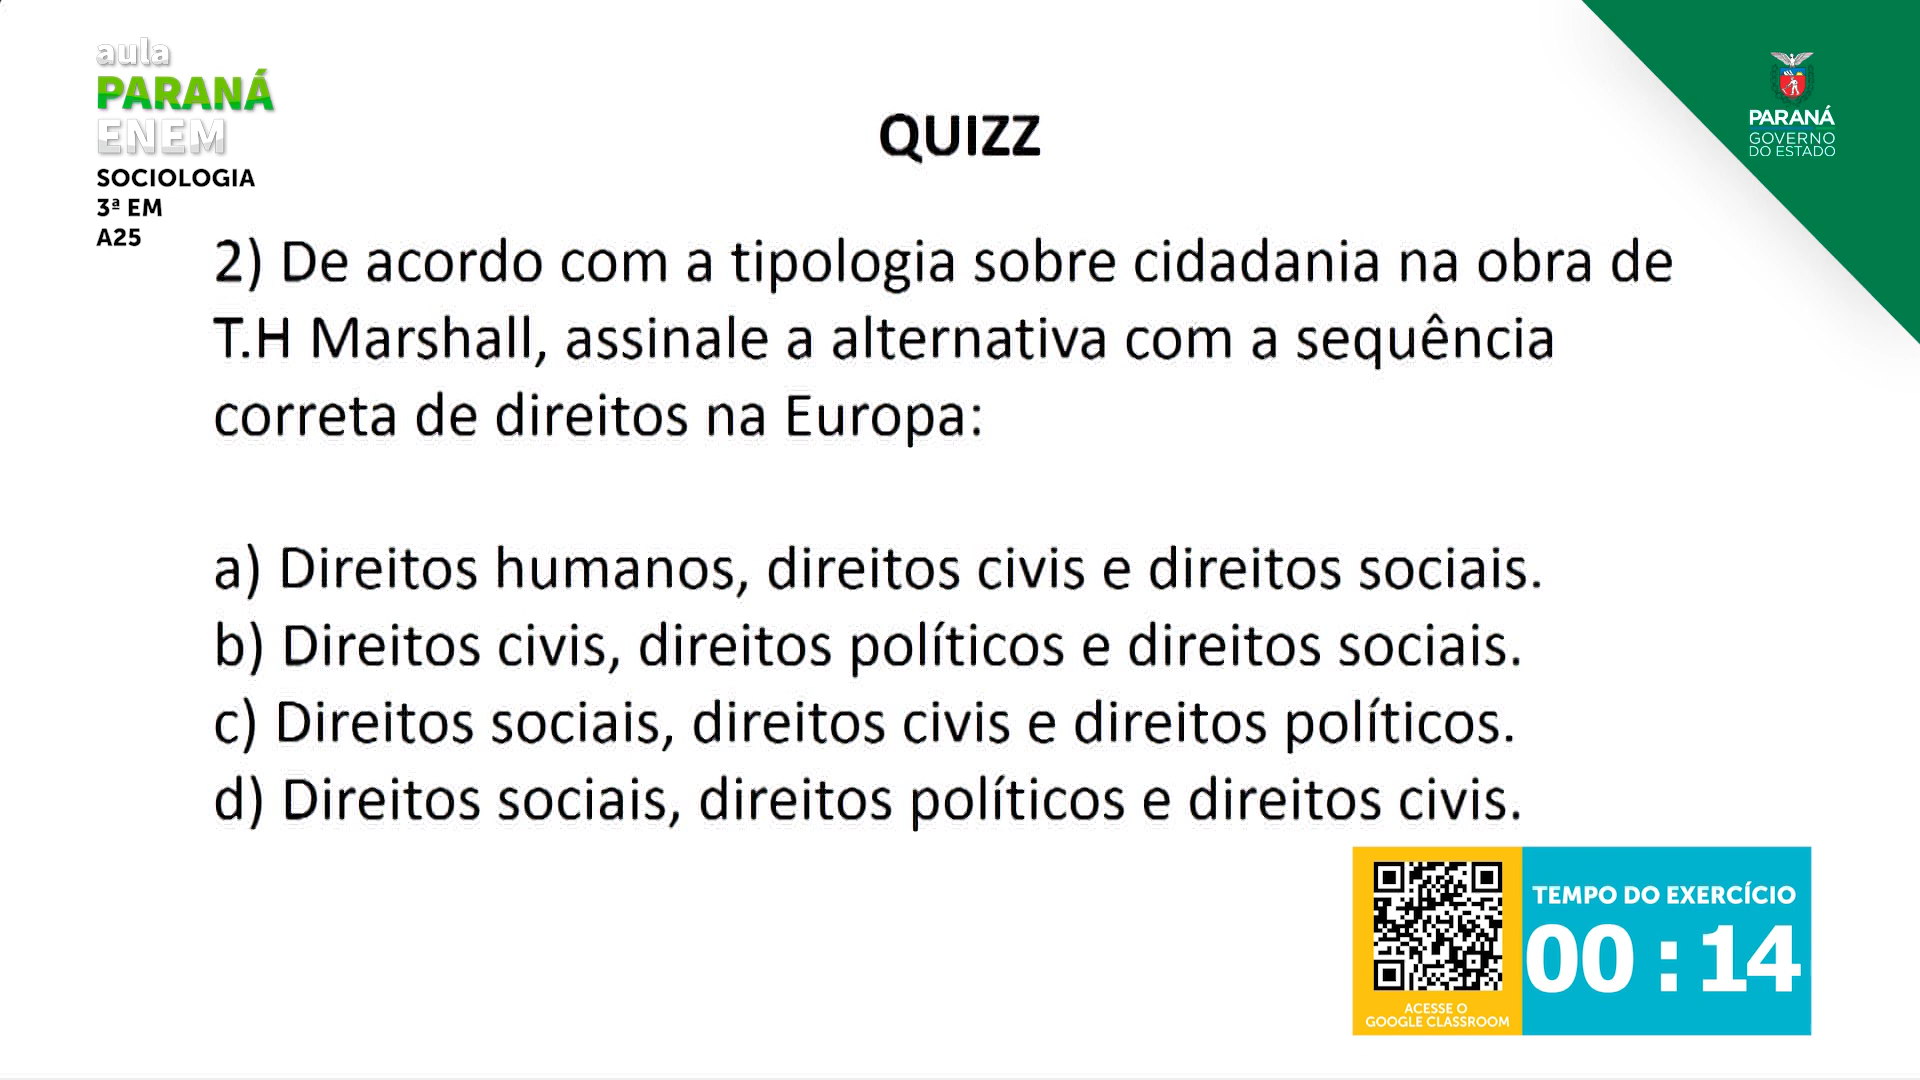 aula
PARANÁ
ENEM
SOCIOLOGIA
3ª EM
A25
PARANÁ
GOVERNO
DO ESTADO
QUIZZ
2) De acordo com a tipologia sobre cidadania na obra de
T.H Marshall, assinale a alternativa com a sequência
correta de direitos na Europa:
a) Direitos humanos, direitos civis e direitos sociais.
b) Direitos civis, direitos políticos e direitos sociais.
c) Direitos sociais, direitos civis e direitos políticos.
d) Direitos sociais, direitos políticos e direitos civis.
ACESSE O
GOOGLE CLASSROOM
TEMPO DO EXERCÍCIO
00 : 14